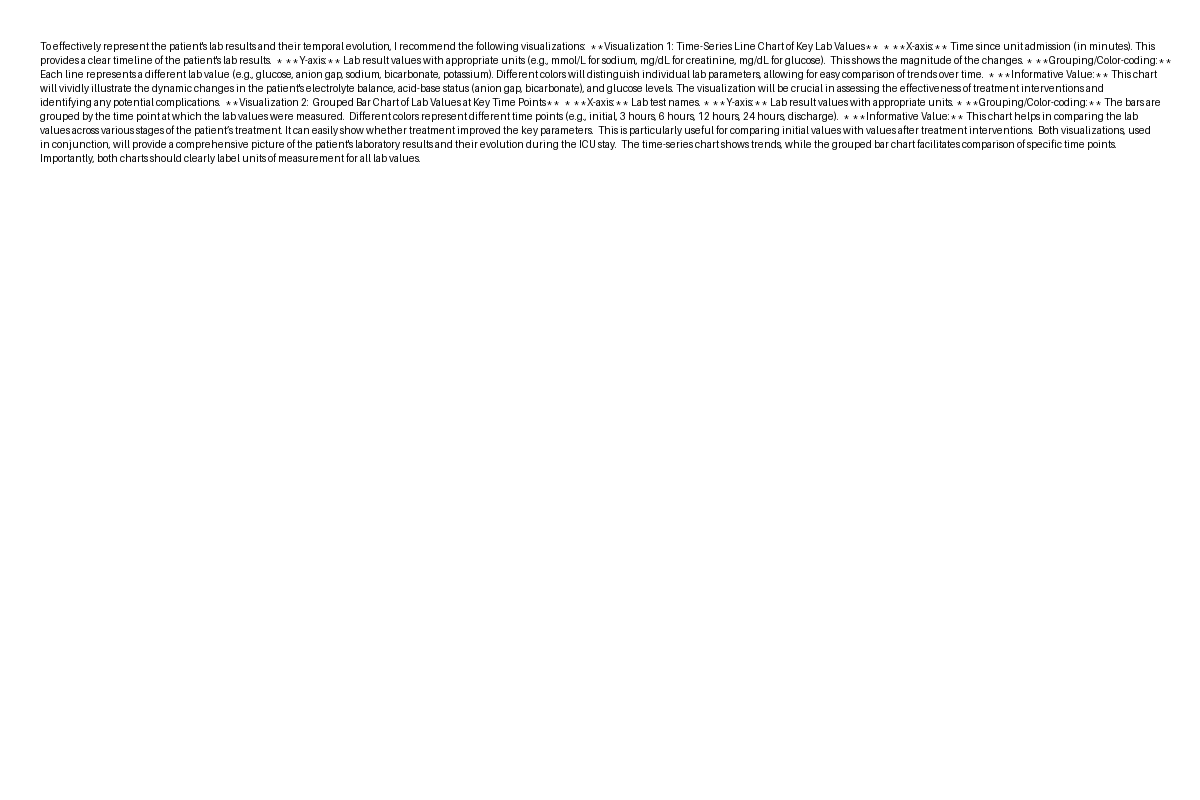 To effectively represent the patient's lab results and their temporal evolution, I recommend the following visualizations:  **Visualization 1: Time-Series Line Chart of Key Lab Values**  * **X-axis:** Time since unit admission (in minutes). This
provides a clear timeline of the patient's lab results.  * **Y-axis:** Lab result values with appropriate units (e.g., mmol/L for sodium, mg/dL for creatinine, mg/dL for glucose).  This shows the magnitude of the changes. * **Grouping/Color-coding:**
Each line represents a different lab value (e.g., glucose, anion gap, sodium, bicarbonate, potassium). Different colors will distinguish individual lab parameters, allowing for easy comparison of trends over time.  * **Informative Value:** This chart
will vividly illustrate the dynamic changes in the patient's electrolyte balance, acid-base status (anion gap, bicarbonate), and glucose levels. The visualization will be crucial in assessing the effectiveness of treatment interventions and
identifying any potential complications.  **Visualization 2: Grouped Bar Chart of Lab Values at Key Time Points**  * **X-axis:** Lab test names. * **Y-axis:** Lab result values with appropriate units. * **Grouping/Color-coding:** The bars are
grouped by the time point at which the lab values were measured.  Different colors represent different time points (e.g., initial, 3 hours, 6 hours, 12 hours, 24 hours, discharge).  * **Informative Value:** This chart helps in comparing the lab
values across various stages of the patient's treatment. It can easily show whether treatment improved the key parameters.  This is particularly useful for comparing initial values with values after treatment interventions.  Both visualizations, used
in conjunction, will provide a comprehensive picture of the patient's laboratory results and their evolution during the ICU stay.  The time-series chart shows trends, while the grouped bar chart facilitates comparison of specific time points.
Importantly, both charts should clearly label units of measurement for all lab values.